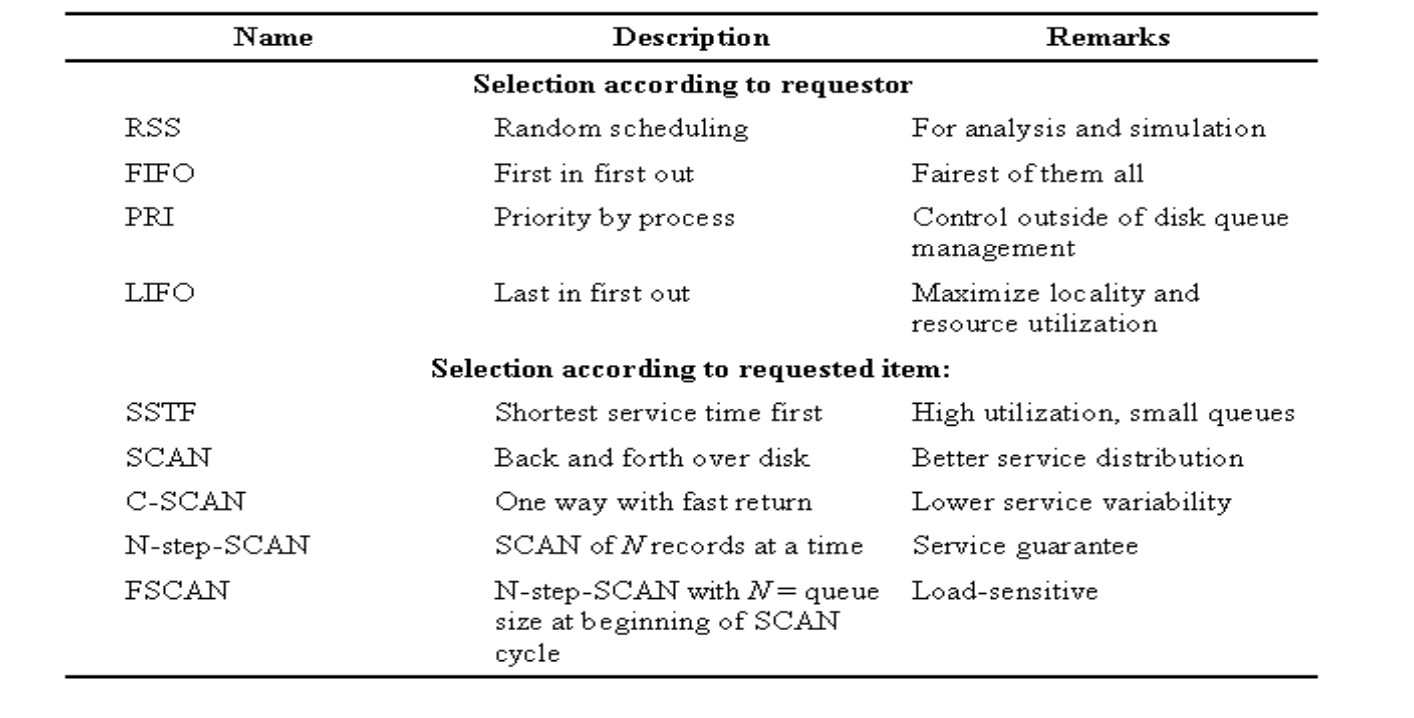 Name Description Remarks
Selection according to requestor
RSS Random scheduling For analysis and simulation
FIFO First in first out Fairest of them all
PRI Priority by process Control outside of disk queue
management
LIFO Last in first out Maximize locality and
resource utilization
Selection according to requested item:
SSTF Shortest service time first High utilization, small queues
SCAN Back and forth over disk Better service distribution
C-SCAN One way with fast return Lower service variability
N-step-SCAN SCAN of N records at a time Service guarantee
FSCAN N-step-SCAN with N = queue Load-sensitive
size at beginning of SCAN
cycle